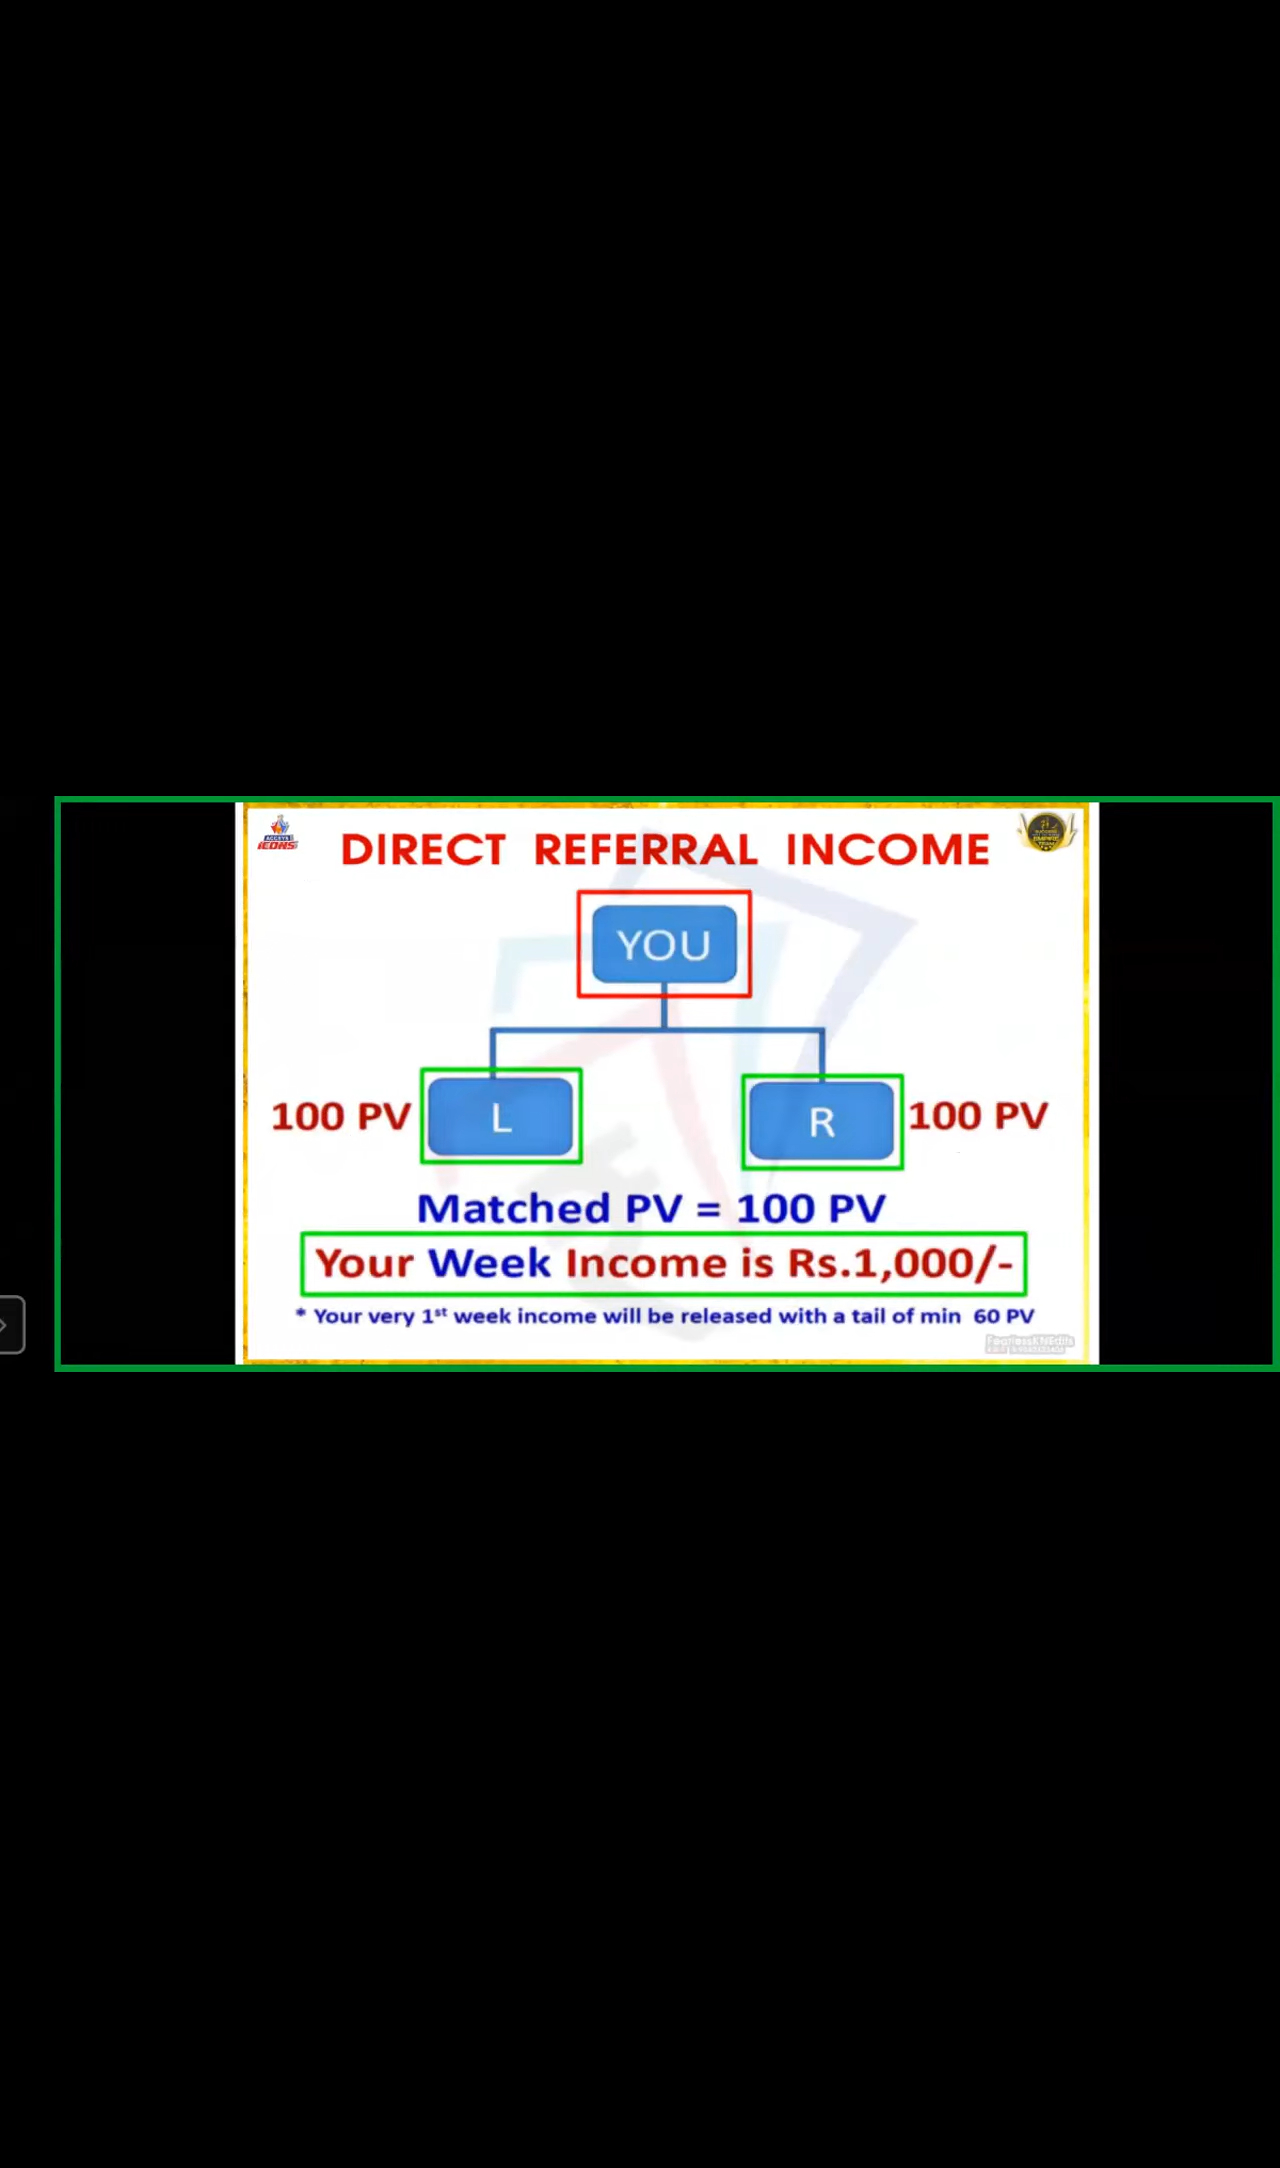 DIRECT REFERRAL INCOME
YOU
100 PV L R 100 PV
Matched PV = 100 PV
Your Week Income is Rs.1,000/-
* Your very 1st week income will be released with a tail of min 60 PV
iCONS